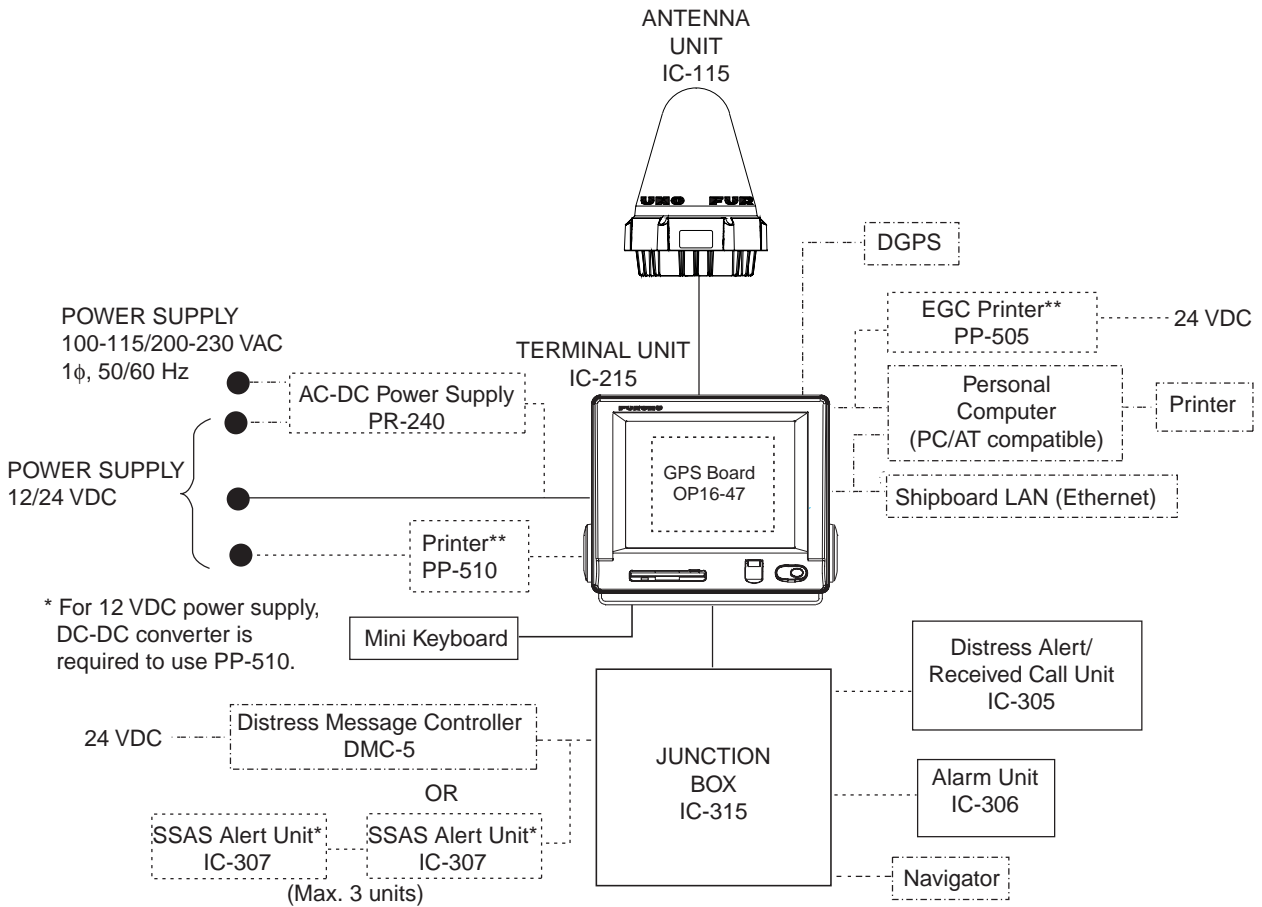 ANTENNA
UNIT
IC-115
UNO FUR
DGPS
EGC Printer**
PP-505
24 VDC
POWER SUPPLY
100-115/200-230 VAC
1ϕ, 50/60 Hz
TERMINAL UNIT
IC-215
AC-DC Power Supply
PR-240
Personal
Computer
(PC/AT compatible)
Printer
FURUNO
GPS Board
OP16-47
POWER SUPPLY
12/24 VDC
Shipboard LAN (Ethernet)
Printer**
PP-510
* For 12 VDC power supply,
DC-DC converter is
required to use PP-510.
Mini Keyboard
Distress Alert/
Received Call Unit
IC-305
24 VDC
Distress Message Controller
DMC-5
JUNCTION
BOX
IC-315
OR
Alarm Unit
IC-306
SSAS Alert Unit*
IC-307
SSAS Alert Unit*
IC-307
(Max. 3 units)
Navigator